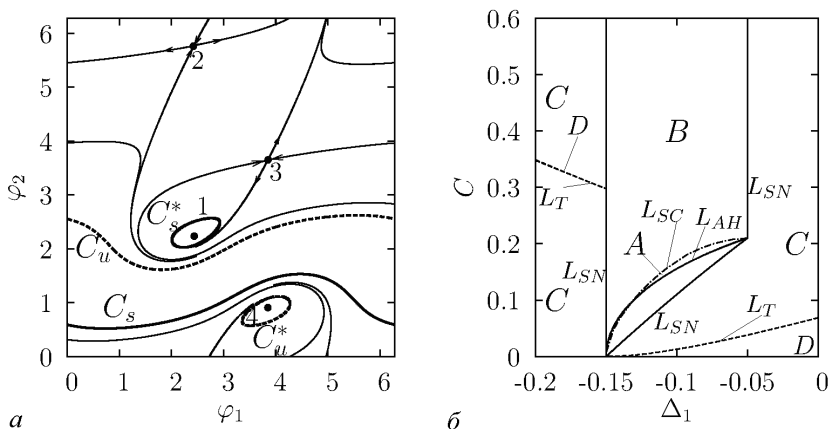 6
5
4
3
2
1
0
φ2
0 1 2 3 4 5 6
φ1
2
3
C*s 1
Cu
Cs
4
C*u
а
0.6
0.5
0.4
0.3
0.2
0.1
0
C
-0.2 -0.15 -0.1 -0.05 0
Δ1
C
D
B
LT
LSN
LSC LAH
A
C
LSN
C
LSN
LT
D
б